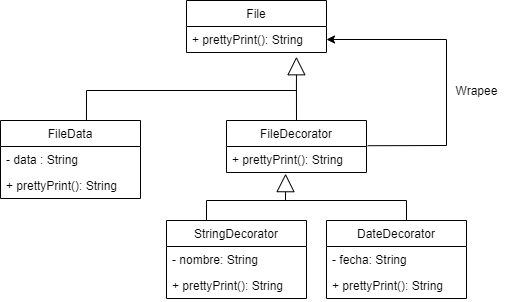 File
+ prettyPrint(): String
Wrapee
FileData
- data : String
+ prettyPrint(): String
FileDecorator
+ prettyPrint(): String
StringDecorator
- nombre: String
+ prettyPrint(): String
DateDecorator
- fecha: String
+ prettyPrint(): String